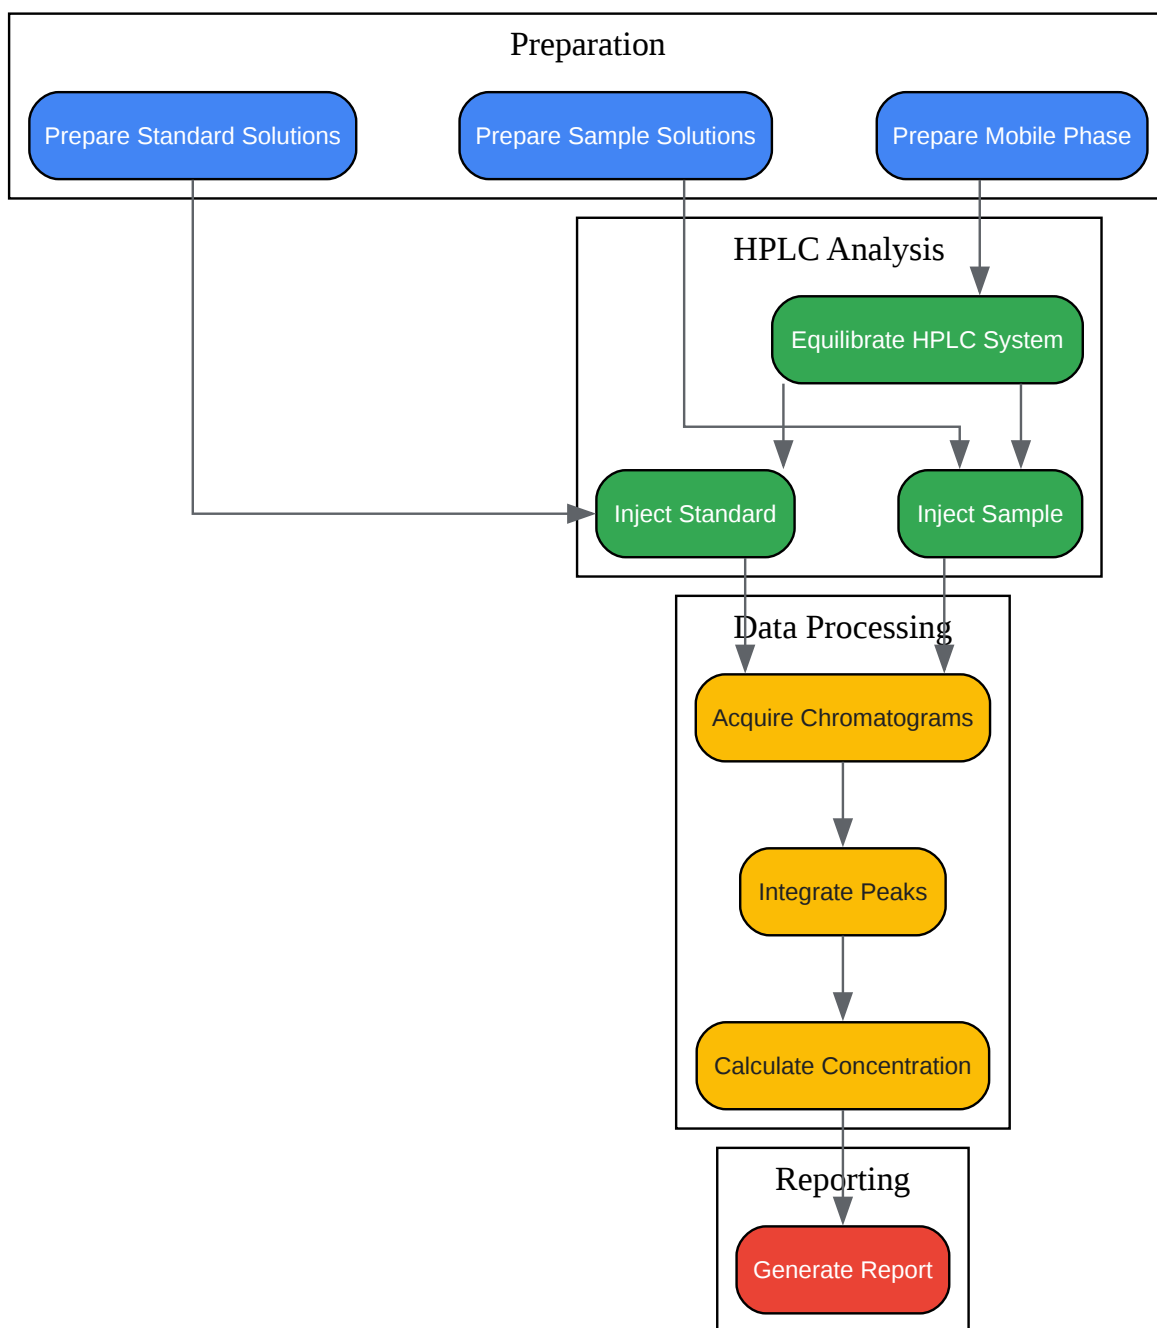 Preparation
Prepare Standard Solutions
Prepare Sample Solutions
Prepare Mobile Phase
HPLC Analysis
Equilibrate HPLC System
Inject Standard
Inject Sample
Data Processing
Acquire Chromatograms
Integrate Peaks
Calculate Concentration
Reporting
Generate Report